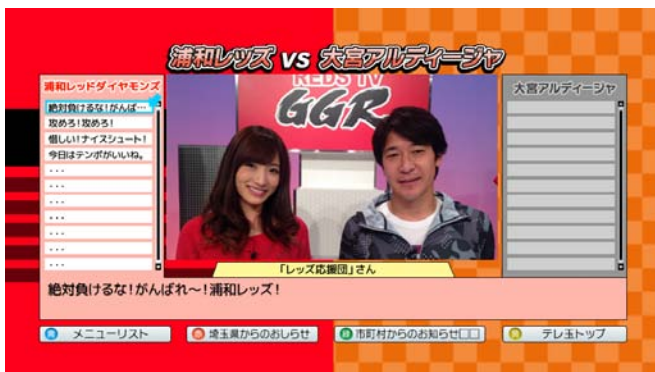 浦和レッズ vs 大宮アルディージャ
浦和レッドダイヤモンズ
絶対負けるな!がんば…
攻めろ!攻めろ!
惜しい!ナイスシュート!
今日はテンポがいいね。
...
...
...
...
...
...
...
REDS TV
GGR
大宮アルディージャ
「レッズ応援団」さん
絶対負けるな!がんばれ～!浦和レッズ!
青 メニューリスト
赤 埼玉県からのおしらせ
緑 市町村からのお知らせ□□
黄 テレ玉トップ